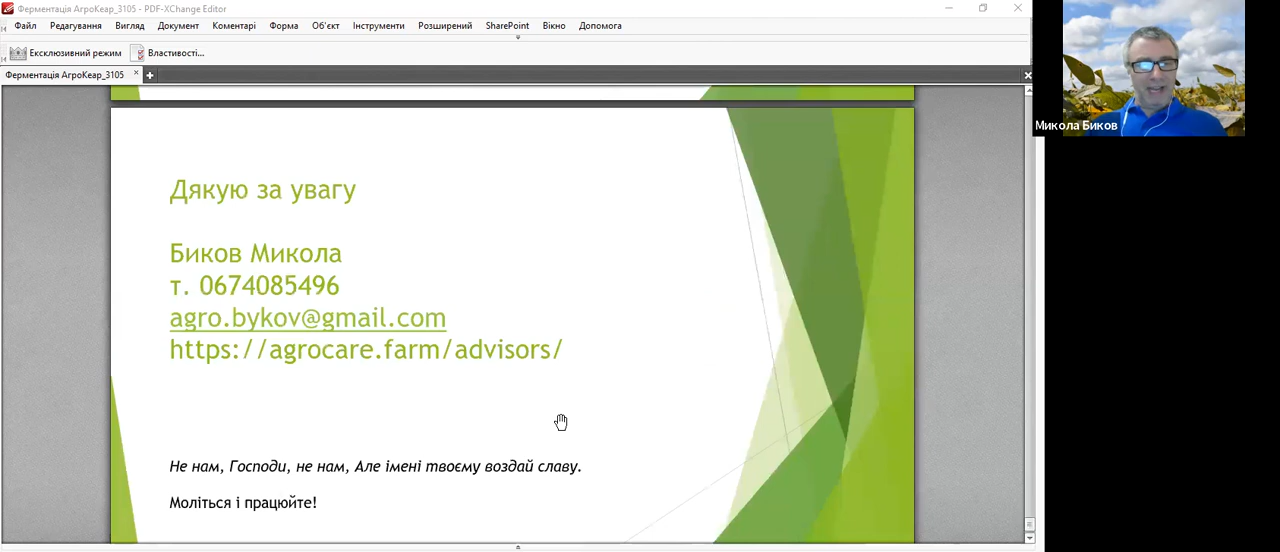 Ферментація АгроКеар_3105 - PDF-XChange Editor
Файл Редагування Вигляд Документ Коментарі Форма Об'єкт Інструменти Розширений SharePoint Вікно Допомога
Ексклюзивний режим Властивості...
Ферментація АгроКеар_3105
Микола Биков
Дякую за увагу
Биков Микола
т. 0674085496
agro.bykov@gmail.com
https://agrocare.farm/advisors/
Не нам, Господи, не нам, Але імені твоєму воздай славу.
Моліться і працюйте!